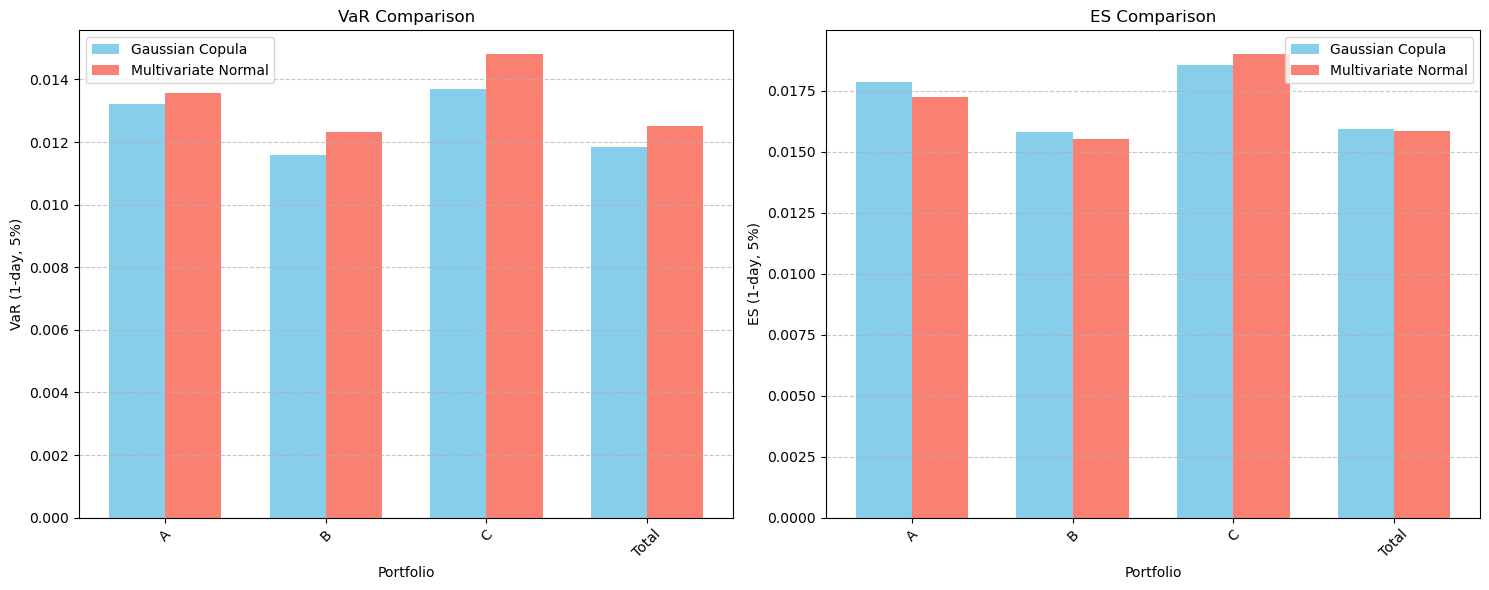 VaR Comparison
Gaussian Copula
Multivariate Normal
VaR (1-day, 5%)
0.014
0.012
0.010
0.008
0.006
0.004
0.002
0.000
A
B
C
Total
Portfolio
ES Comparison
Gaussian Copula
Multivariate Normal
ES (1-day, 5%)
0.0175
0.0150
0.0125
0.0100
0.0075
0.0050
0.0025
0.0000
A
B
C
Total
Portfolio